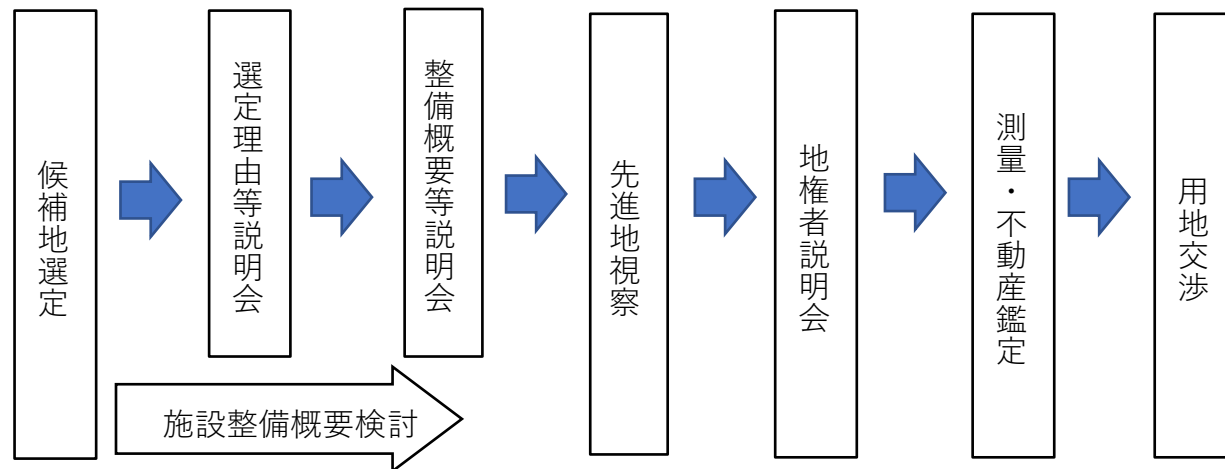 候補地選定
選定理由等説明会
整備概要等説明会
先進地視察
地権者説明会
測量・不動産鑑定
用地交渉
施設整備概要検討